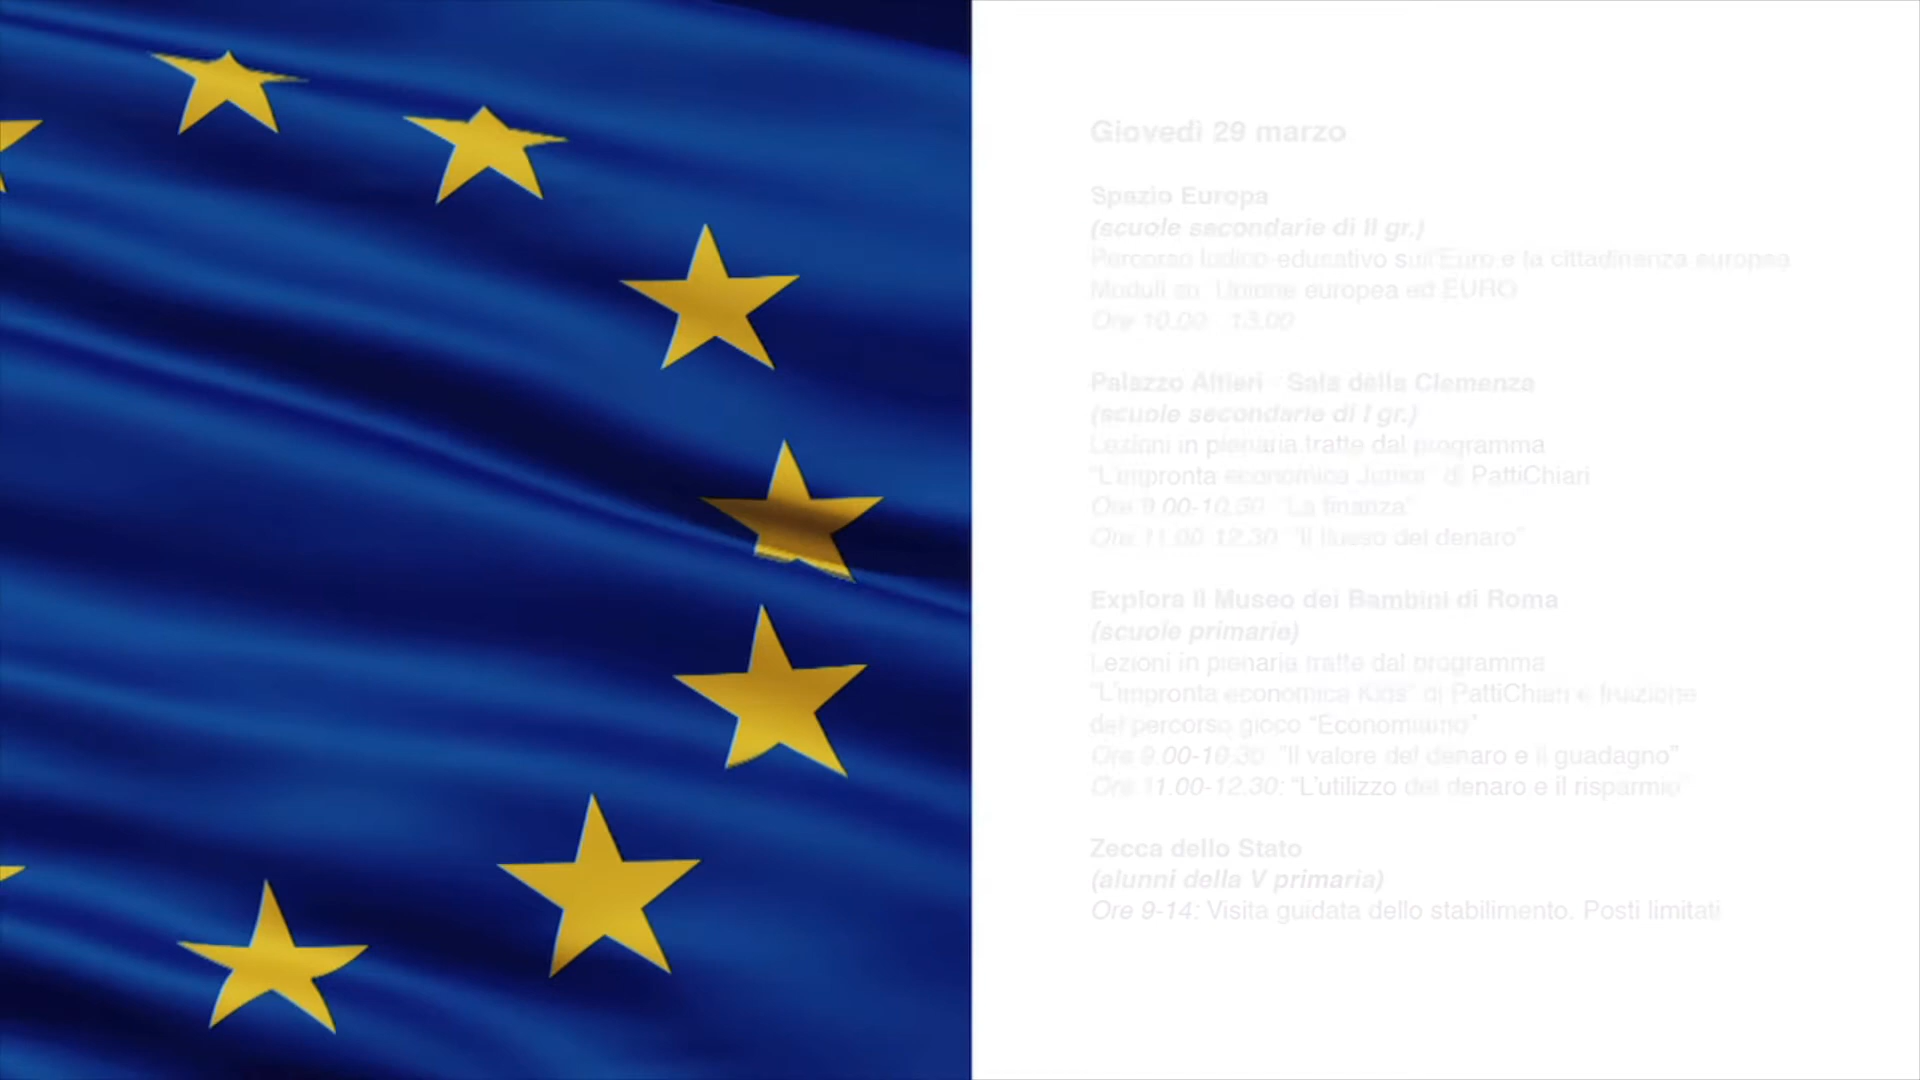 Giovedì 29 marzo
Spazio Europa
(scuole secondarie di II gr.)
Percorso ludico educativo sull'Euro e la cittadinanza europea
Moduli su Unione europea ed EURO
Ore 10.00 13.00
Palazzo Altieri Sala della Clemenza
(scuole secondarie di I gr.)
Lezioni in plenaria tratte dal programma
“L'impronta economica Junior” di PattiChiari
Ore 9.00-10.30 “La finanza”
Ore 11.00 12.30 “Il flusso del denaro”
Explora Il Museo dei Bambini di Roma
(scuole primarie)
Lezioni in plenaria tratte dal programma
“L'impronta economica Kids” di PattiChiari e fruizione
del percorso gioco “Economiamo”
Ore 9.00-10.30 “Il valore del denaro e il guadagno”
Ore 11.00-12.30: “L'utilizzo del denaro e il risparmio”
Zecca dello Stato
(alunni della V primaria)
Ore 9-14: Visita guidata dello stabilimento. Posti limitati